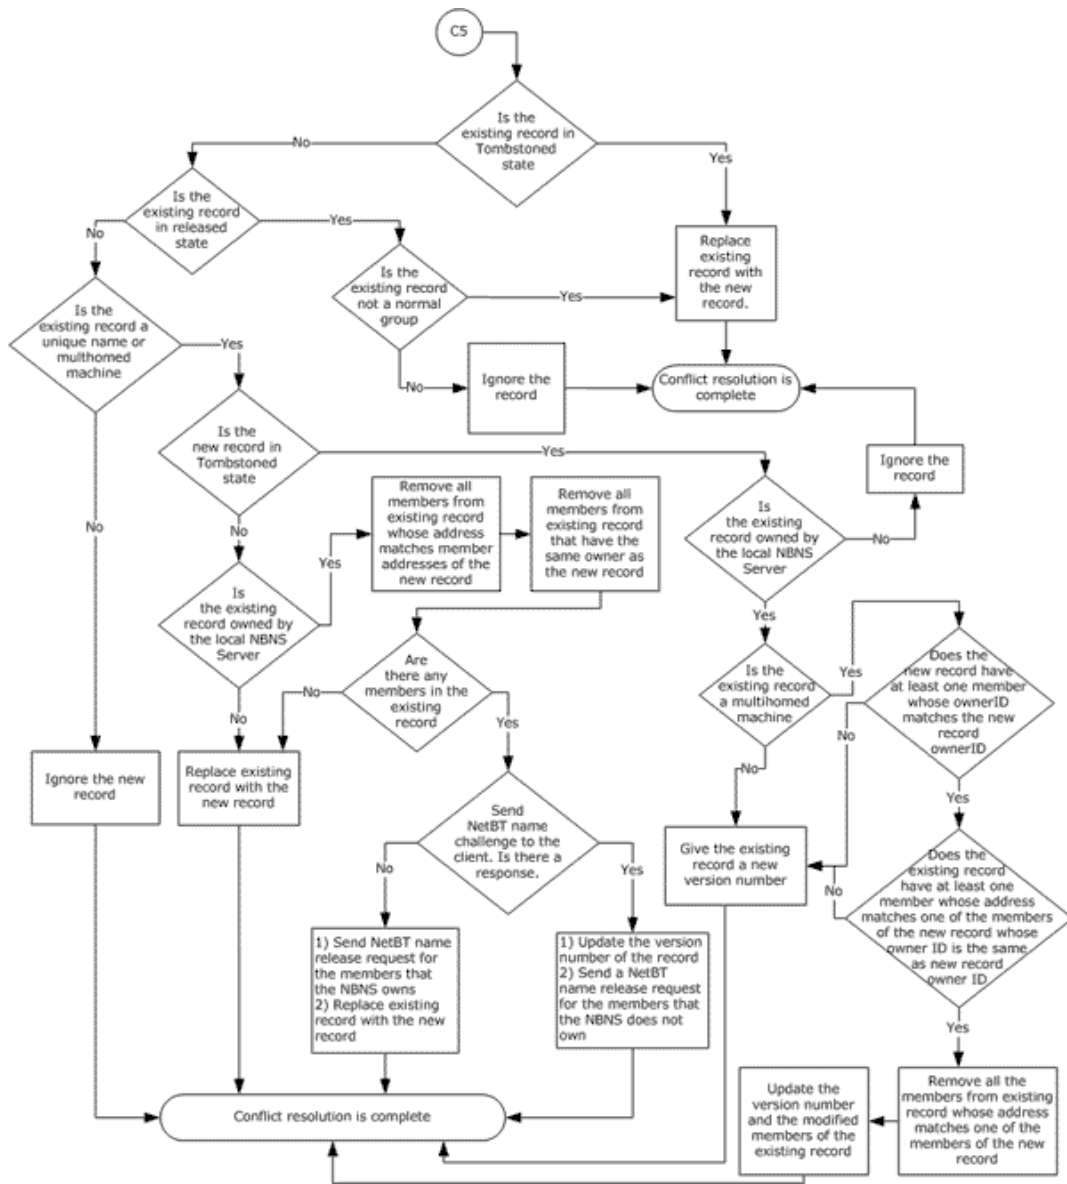 C5
Is the
existing record in
Tombstoned
state
No
Yes
Is the
existing record
in released
state
No
Yes
Replace
existing
record with
the new
record.
Is the
existing record
not a normal
group
Yes
Is the
existing record a
unique name or
multhomed
machine
Yes
No
Ignore the
record
Conflict resolution is
complete
Is the
new record in
Tombstoned
state
Yes
Ignore the
record
Remove all
members from
existing record
whose address
matches member
addresses of the
new record
Remove all
members from
existing record
that have the
same owner as
the new record
Is
the existing
record owned by
the local NBNS
Server
No
No
No
Yes
Is
the existing
record owned by
the local NBNS
Server
Yes
Are
there any
members in the
existing
record
No
Yes
Is the
existing record
a multihomed
machine
Yes
Does the
new record have
at least one member
whose ownerID
matches the new
record
ownerID
No
No
No
Yes
Ignore the new
record
Replace existing
record with the
new record
Send
NetBT name
challenge to the
client. Is there a
response.
No
Yes
Give the existing
record a new
version number
No
Does the
existing record
have at least one
member whose address
matches one of the members
of the new record whose
owner ID is the same
as new record
owner ID
Yes
1) Send NetBT name
release request for
the members that
the NBNS owns
2) Replace existing
record with the new
record
1) Update the version
number of the record
2) Send a NetBT
name release request
for the members that
the NBNS does not
own
Conflict resolution is complete
Update the
version number
and the modified
members of the
existing record
Remove all the
members from existing
record whose address
matches one of the
members of the new
record